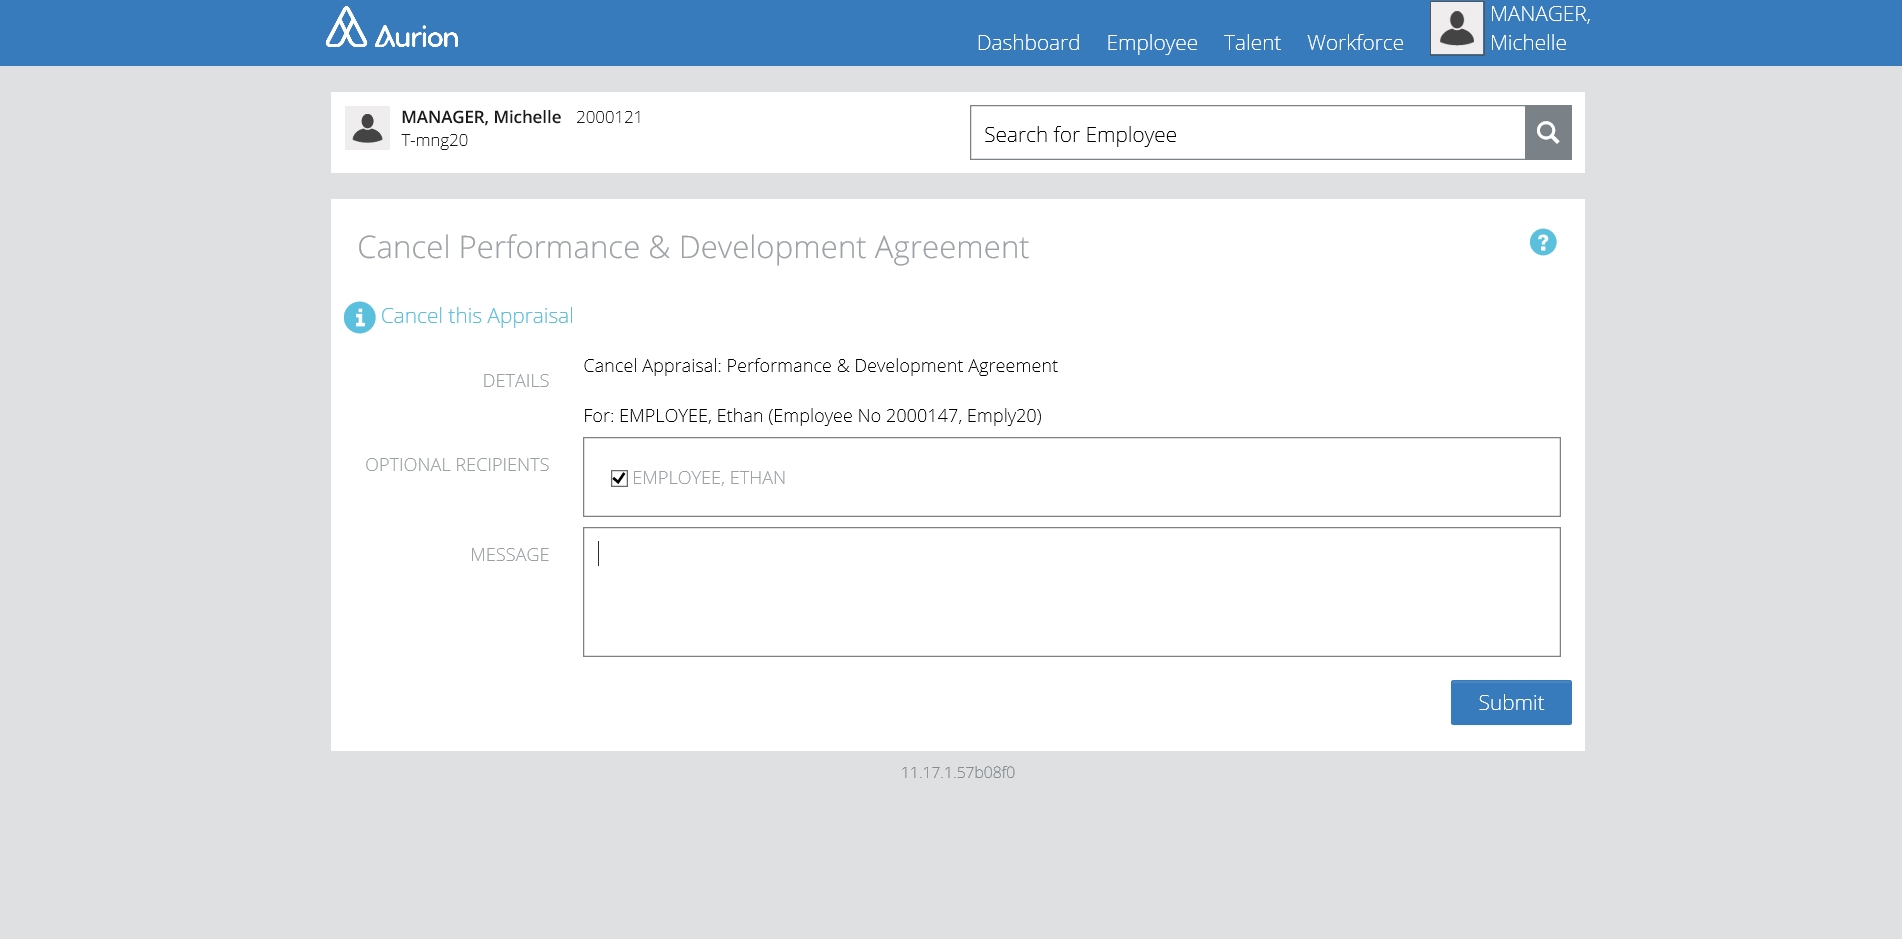 Aurion
Dashboard Employee Talent Workforce MANAGER,
Michelle
MANAGER, Michelle 2000121
T-mng20
Search for Employee
Cancel Performance & Development Agreement
?
i Cancel this Appraisal
DETAILS
Cancel Appraisal: Performance & Development Agreement
For: EMPLOYEE, Ethan (Employee No 2000147, Emply20)
OPTIONAL RECIPIENTS
EMPLOYEE, ETHAN
MESSAGE
Submit
11.17.1.57b08f0